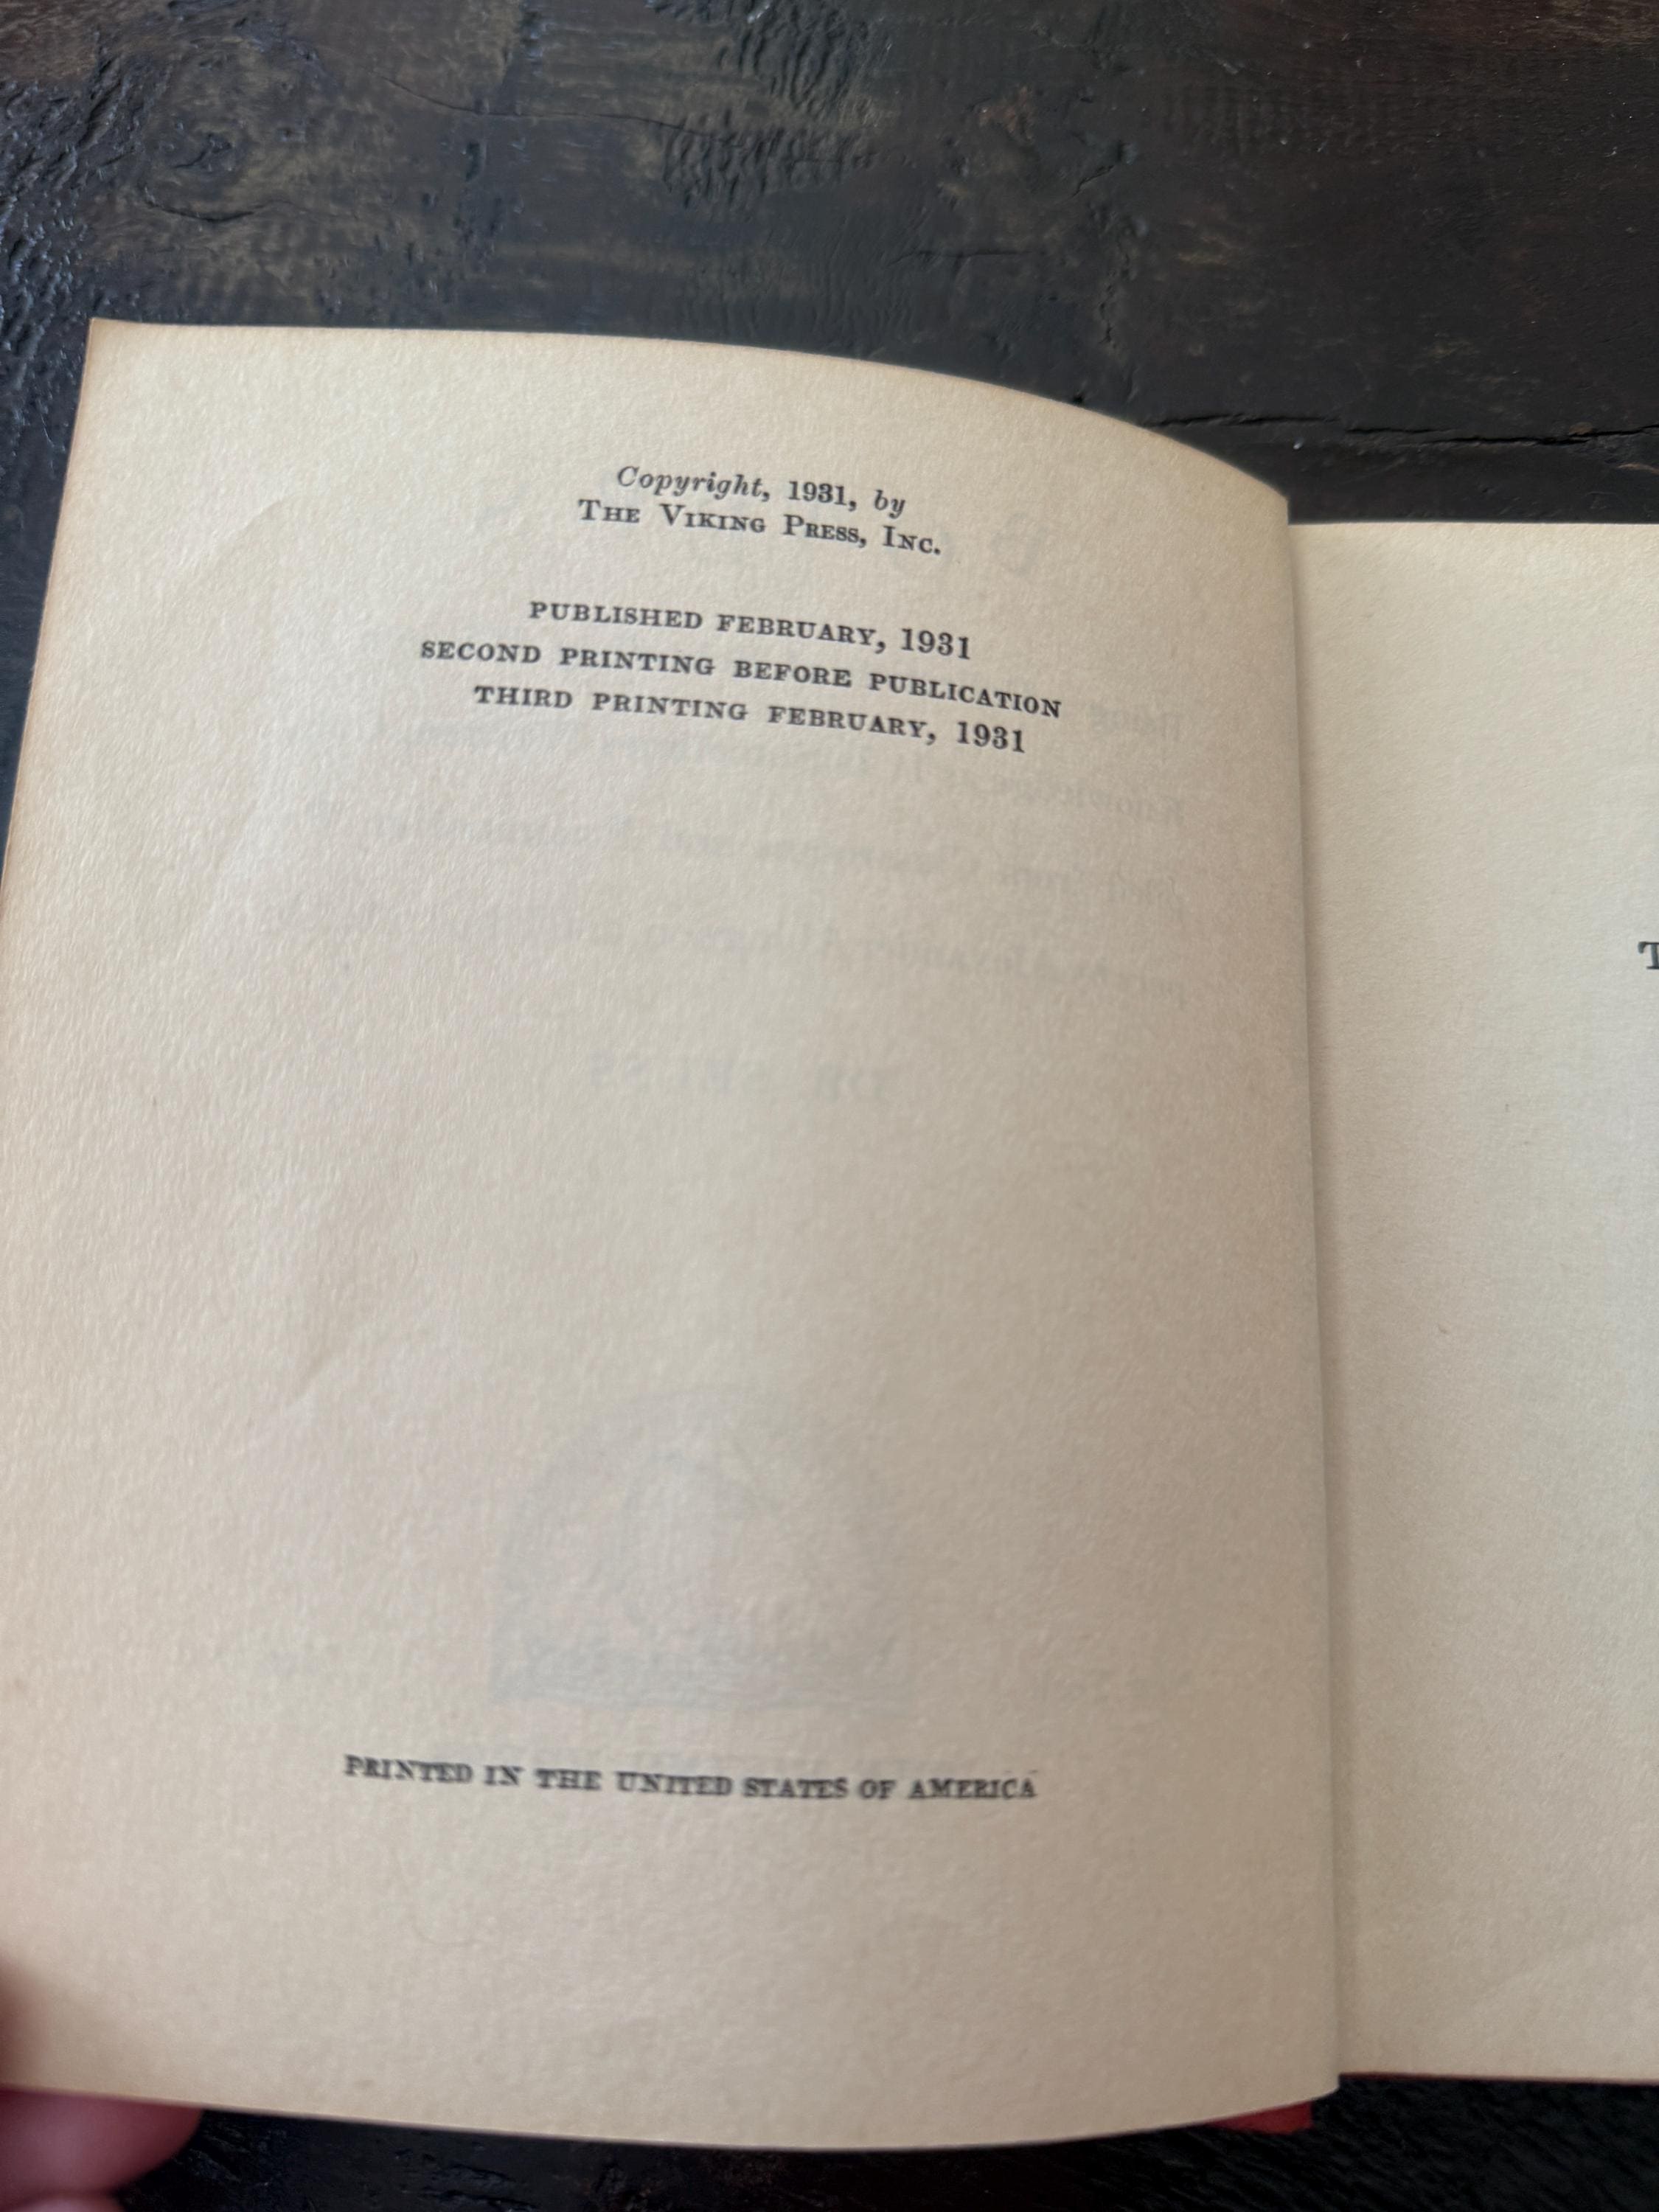 Copyright, 1931, by
THE VIKING PRESS, INC.
PUBLISHED FEBRUARY, 1931
SECOND PRINTING BEFORE PUBLICATION
THIRD PRINTING FEBRUARY, 1931
PRINTED IN THE UNITED STATES OF AMERICA
T